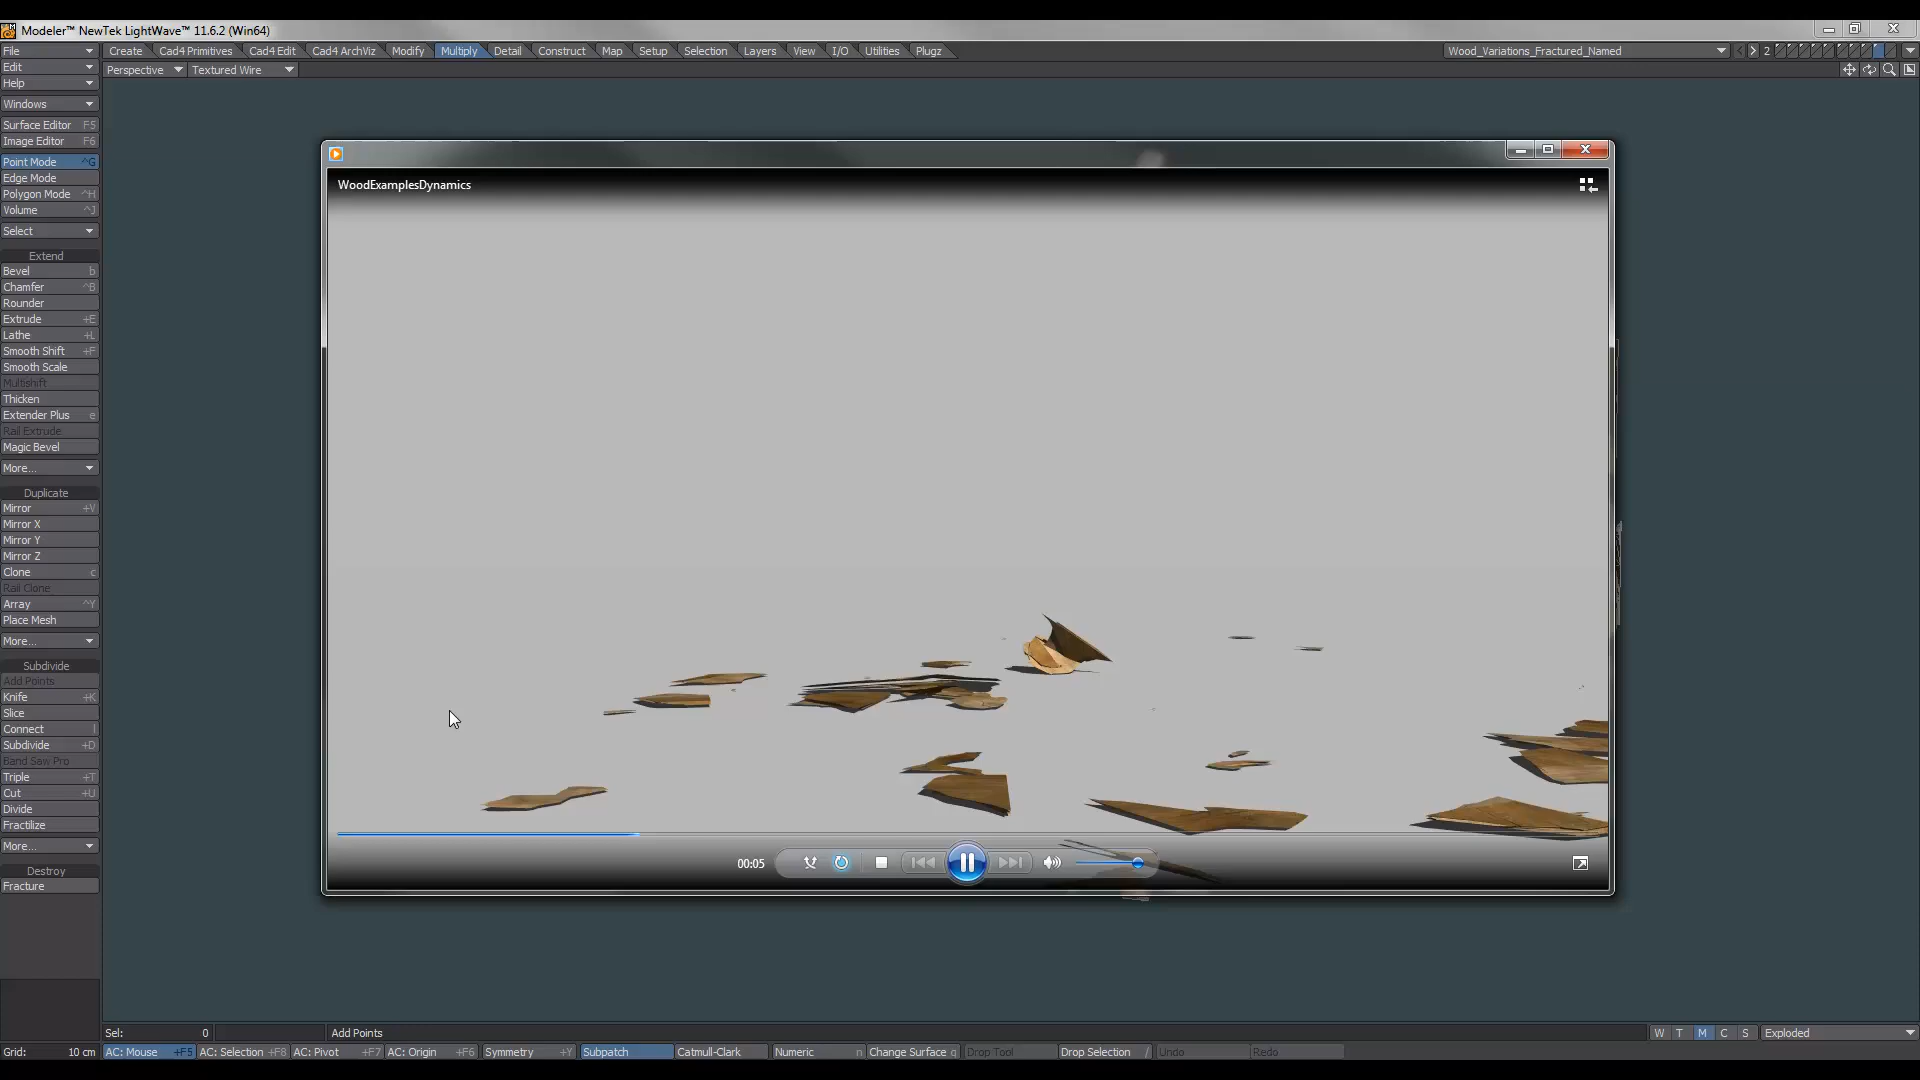 Modeler™ NewTek LightWave™ 11.6.2 (Win64)
File
Create Cad4 Primitives Cad4 Edit Cad4 ArchViz Modify Multiply Detail Construct Map Setup Selection Layers View I/O Utilities Plugz
Wood_Variations_Fractured_Named
2
Edit
Perspective Textured Wire
Help
Windows
Surface Editor F5
Image Editor F6
Point Mode ^G
Edge Mode
Polygon Mode ^H
Volume ^J
Select
Extend
Bevel b
Chamfer ^B
Rounder
Extrude +E
Lathe +L
Smooth Shift +F
Smooth Scale
Multishift
Thicken
Extender Plus e
Rail Extrude
Magic Bevel
More...
Duplicate
Mirror +V
Mirror X
Mirror Y
Mirror Z
Clone c
Rail Clone
Array ^Y
Place Mesh
More...
Subdivide
Add Points
Knife +K
Slice
Connect l
Subdivide +D
Band Saw Pro
Triple +T
Cut +U
Divide
Fractilize
More...
Destroy
Fracture
WoodExamplesDynamics
00:05
Sel: 0
Add Points
W T M C S Exploded
Grid: 10 cm
AC: Mouse +F5 AC: Selection +F8 AC: Pivot +F7 AC: Origin +F6 Symmetry +Y Subpatch Catmull-Clark Numeric n Change Surface q Drop Tool Drop Selection / Undo Redo